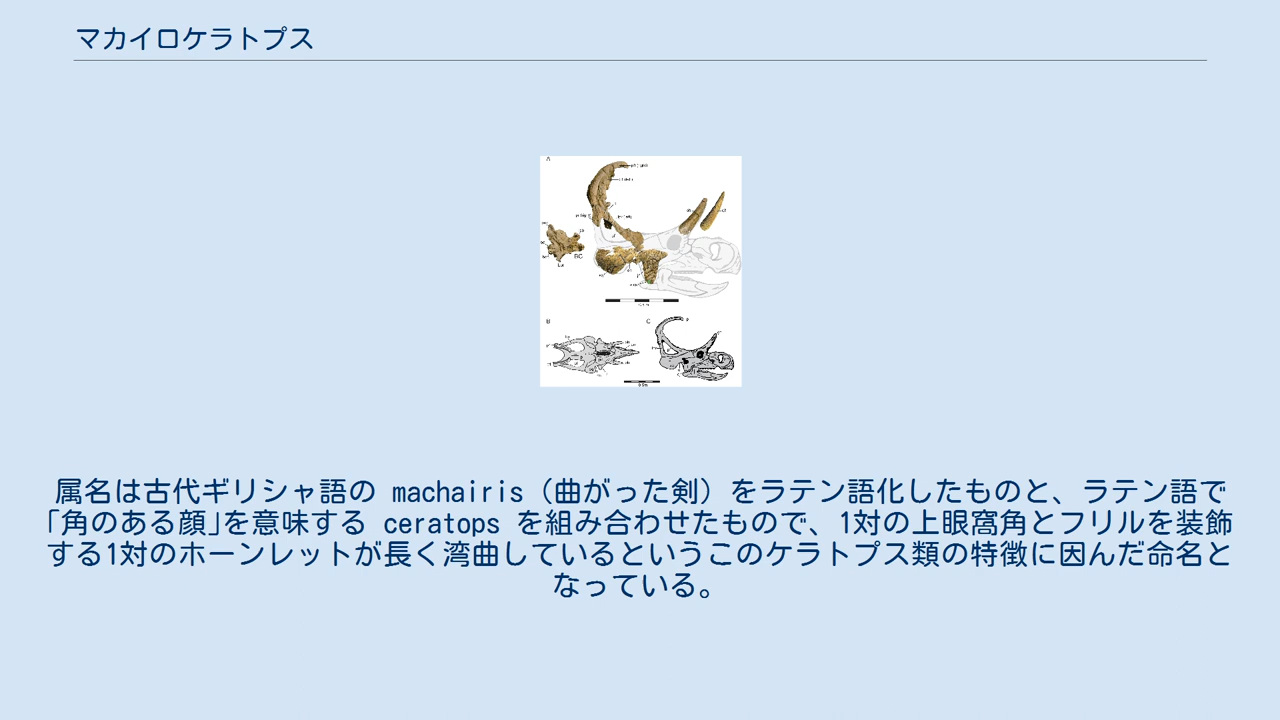 マカイロケラトプス
A
BC
B
C
属名は古代ギリシャ語の machairis（曲がった剣）をラテン語化したものと、ラテン語で
｢角のある顔｣を意味する ceratops を組み合わせたもので、1対の上眼窩角とフリルを装飾
する1対のホーンレットが長く湾曲しているというこのケラトプス類の特徴に因んだ命名と
なっている。